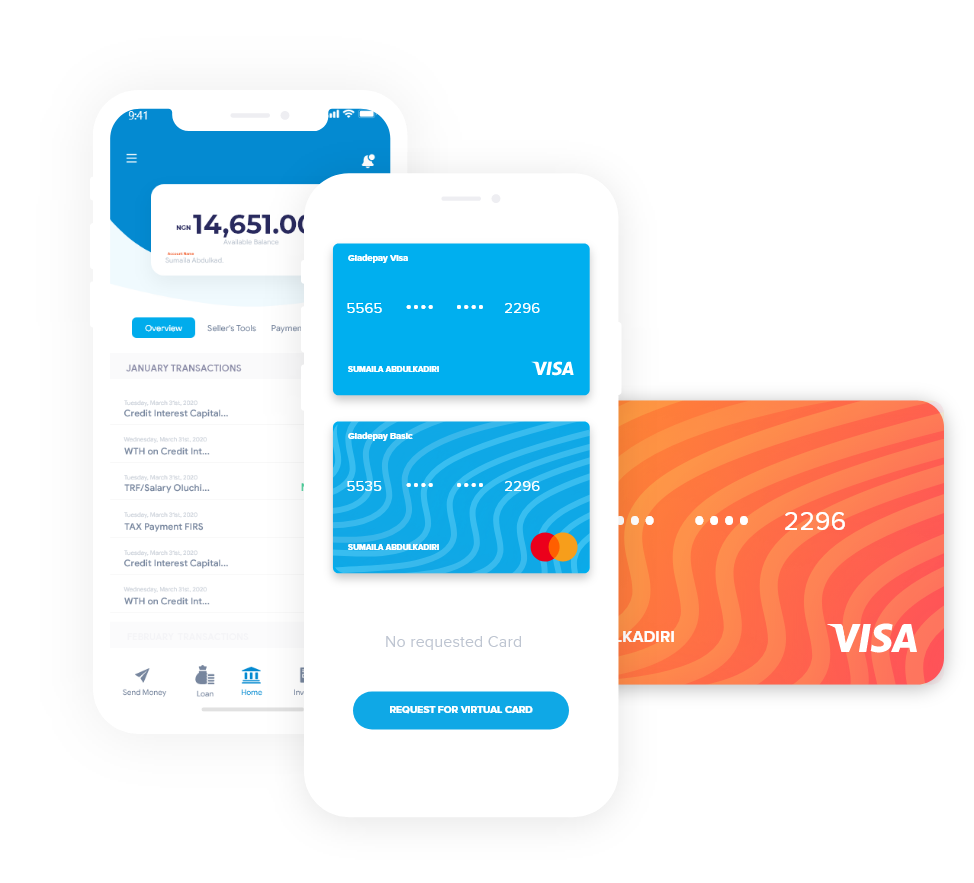 9:41
NGN 14,651.00
Available Balance
Account Name
Sumaila Abdulkad.
Overview Seller's Tools Paymen
JANUARY TRANSACTIONS
Tuesday, March 31st, 2020
Credit Interest Capital...
Wednesday, March 31st, 2020
WTH on Credit Int...
Tuesday, March 31st, 2020
TRF/Salary Oluchi...
N
Tuesday, March 31st, 2020
TAX Payment FIRS
Tuesday, March 31st, 2020
Credit Interest Capital...
Wednesday, March 31st, 2020
WTH on Credit Int...
FEBRUARY TRANSACTIONS
Send Money Loan Home Inv
Gladepay Visa
5565 •••• •••• 2296
SUMAILA ABDULKADIRI VISA
Gladepay Basic
5535 •••• •••• 2296
SUMAILA ABDULKADIRI
No requested Card
REQUEST FOR VIRTUAL CARD
••• •••• 2296
LKADIRI VISA